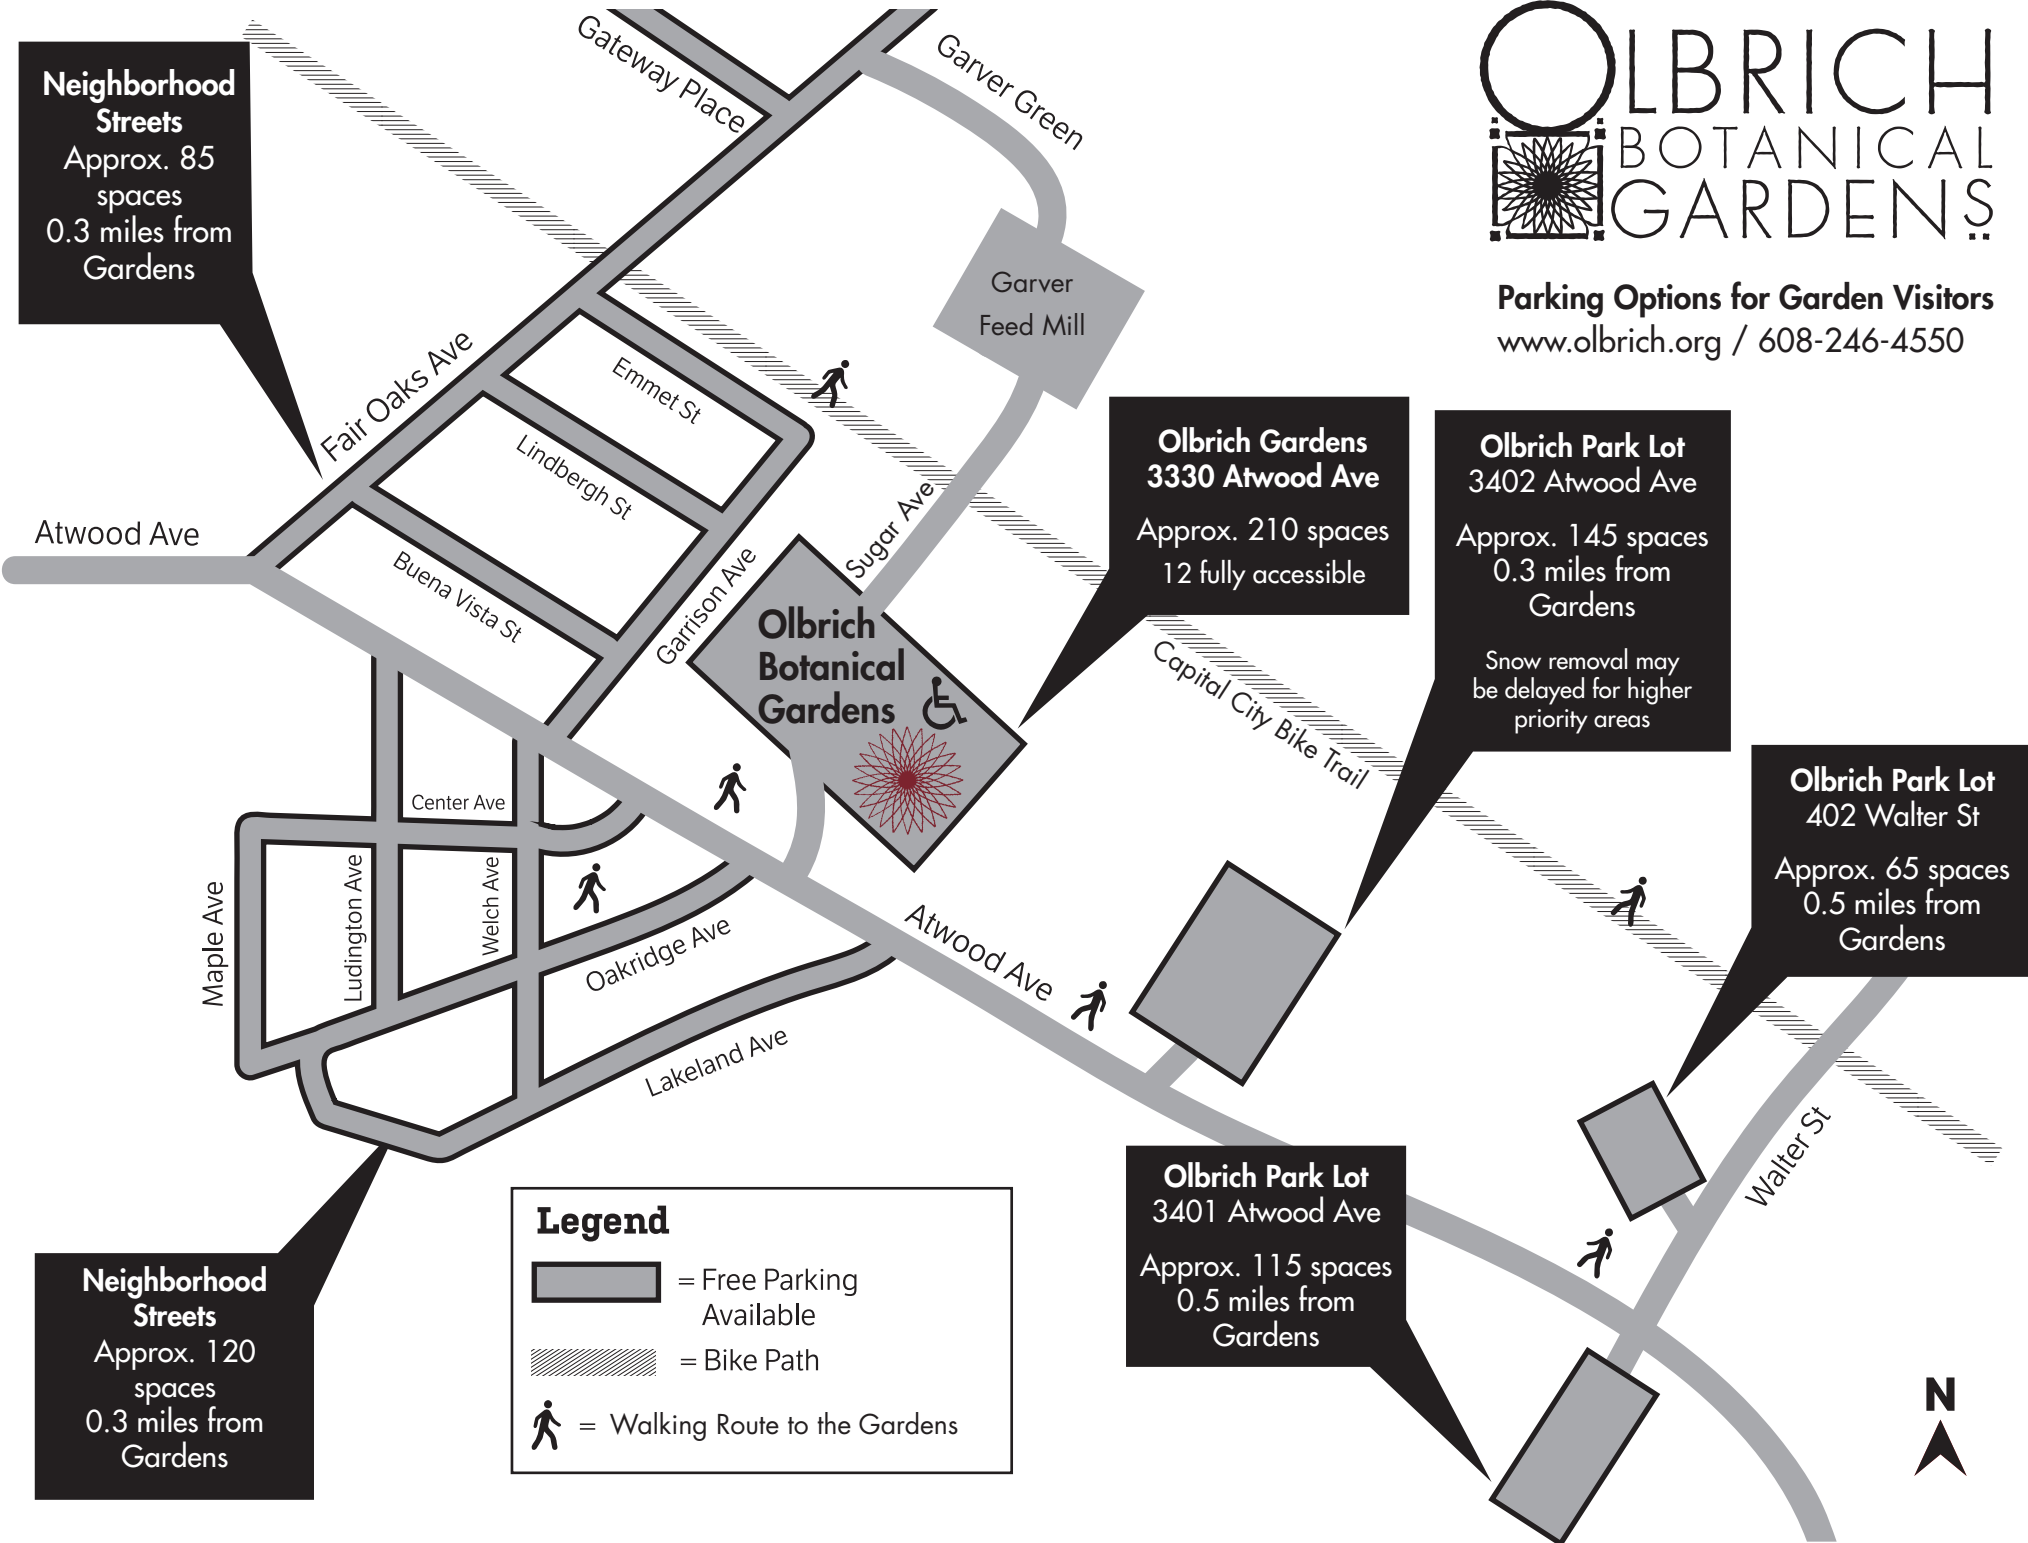 OLBRICH
BOTANICAL
GARDENS
Parking Options for Garden Visitors
www.olbrich.org / 608-246-4550
Neighborhood
Streets
Approx. 85
spaces
0.3 miles from
Gardens
Gateway Place
Garver Green
Garver
Feed Mill
Fair Oaks Ave
Emmet St
Lindbergh St
Buena Vista St
Garrison Ave
Sugar Ave
Atwood Ave
Olbrich
Botanical
Gardens
Olbrich Gardens
3330 Atwood Ave
Approx. 210 spaces
12 fully accessible
Olbrich Park Lot
3402 Atwood Ave
Approx. 145 spaces
0.3 miles from
Gardens
Snow removal may
be delayed for higher
priority areas
Capital City Bike Trail
Olbrich Park Lot
402 Walter St
Approx. 65 spaces
0.5 miles from
Gardens
Center Ave
Maple Ave
Ludington Ave
Welch Ave
Oakridge Ave
Lakeland Ave
Atwood Ave
Walter St
Olbrich Park Lot
3401 Atwood Ave
Approx. 115 spaces
0.5 miles from
Gardens
Neighborhood
Streets
Approx. 120
spaces
0.3 miles from
Gardens
Legend
= Free Parking
Available
= Bike Path
= Walking Route to the Gardens
N